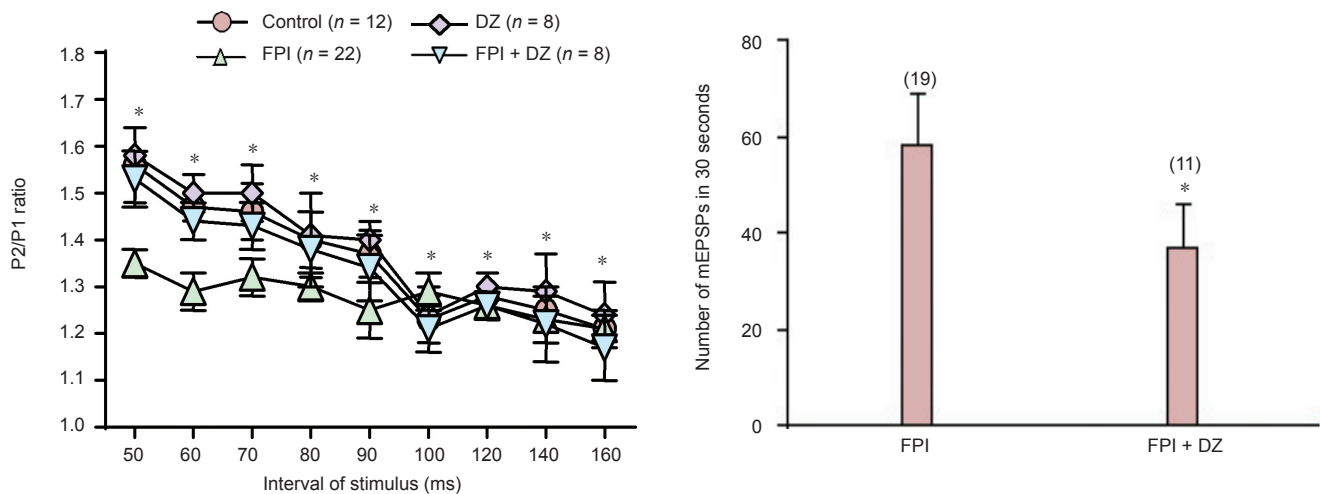 Control (n = 12)
DZ (n = 8)
FPI (n = 22)
FPI + DZ (n = 8)
P2/P1 ratio
1.8
1.7
1.6
1.5
1.4
1.3
1.2
1.1
1.0
* * * * * * * * *
50 60 70 80 90 100 120 140 160
Interval of stimulus (ms)
Number of mEPSPs in 30 seconds
80
60
40
20
0
(19)
(11)
*
FPI
FPI + DZ